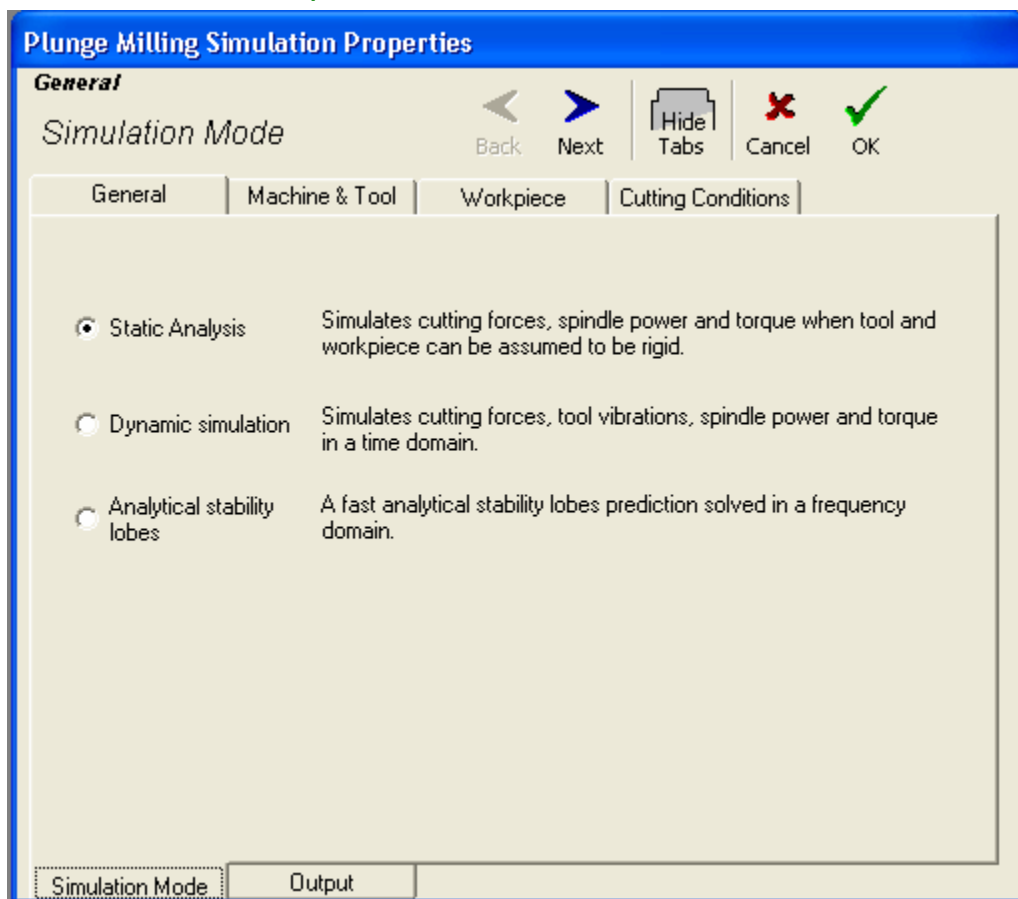 Plunge Milling Simulation Properties
General
Simulation Mode
Back
Next
Hide
Tabs
Cancel
OK
General
Machine & Tool
Workpiece
Cutting Conditions
Static Analysis
Simulates cutting forces, spindle power and torque when tool and
workpiece can be assumed to be rigid.
Dynamic simulation
Simulates cutting forces, tool vibrations, spindle power and torque
in a time domain.
Analytical stability
lobes
A fast analytical stability lobes prediction solved in a frequency
domain.
Simulation Mode
Output